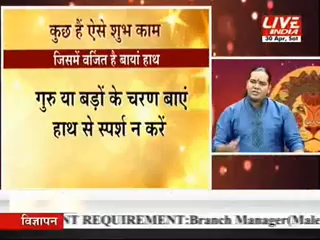 कुछ हैं ऐसे शुभ काम
जिसमें वर्जित है बायां हाथ
गुरु या बड़ों के चरण बाएं
हाथ से स्पर्श न करें
LIVE
INDIA
30 Apr, Sat
विज्ञापन
NT REQUIREMENT:Branch Manager(Male